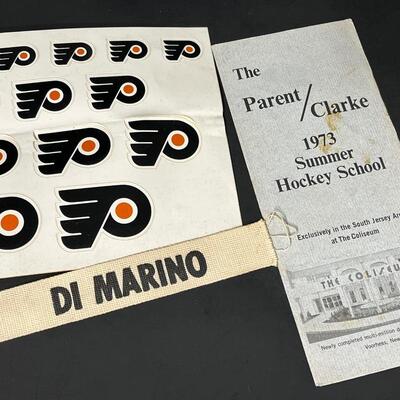 The
Parent/Clarke
1973
Summer
Hockey School
Exclusively in the South Jersey
at The Coliseum
THE COLISEUM
Newly completed multi-million
Voorhees, New
DI MARINO